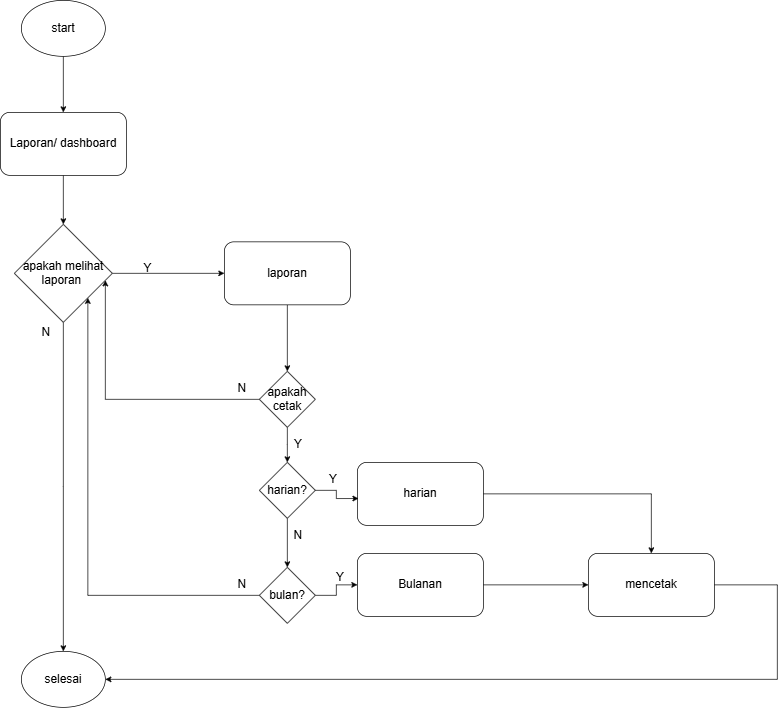 start
Laporan/ dashboard
apakah melihat
laporan
Y
laporan
N
N
apakah
cetak
Y
harian?
Y
harian
N
N
bulan?
Y
Bulanan
mencetak
selesai